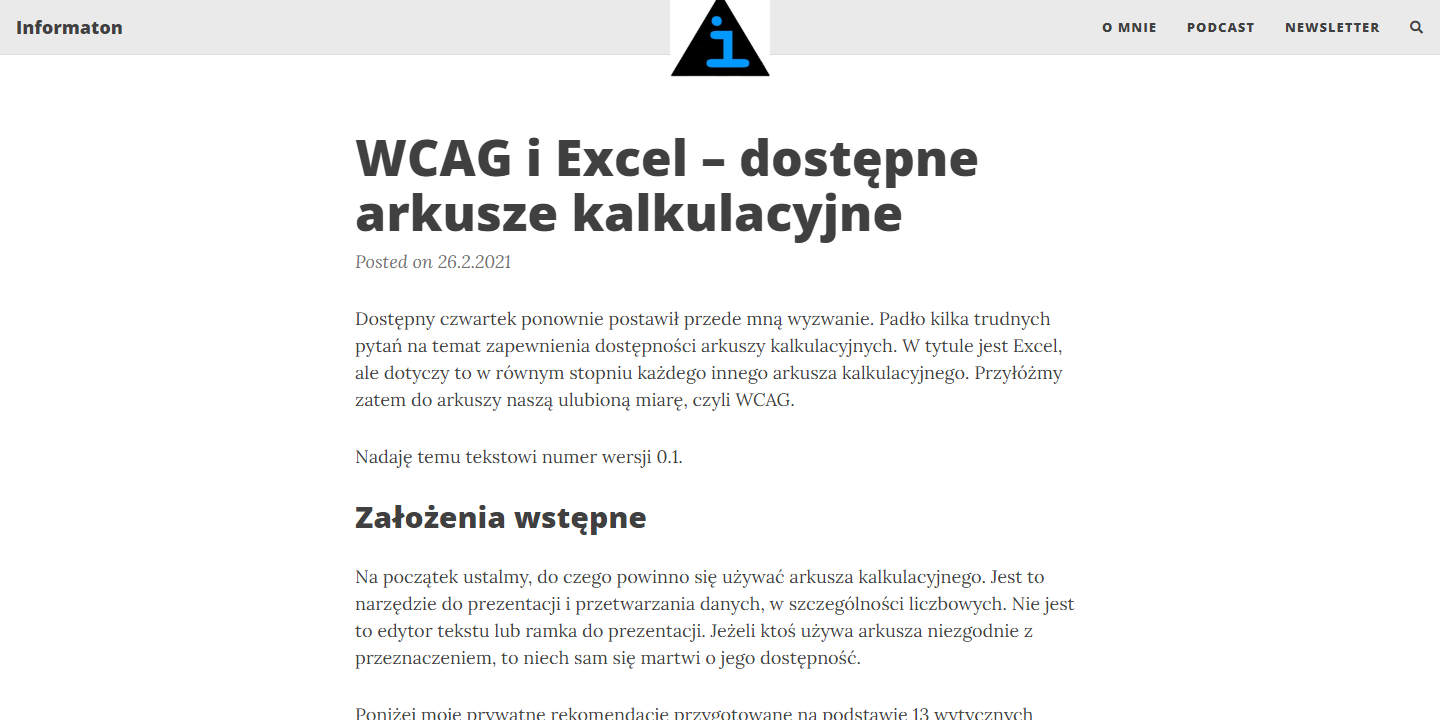 Informaton
i
O MNIE
PODCAST
NEWSLETTER
WCAG i Excel – dostępne
arkusze kalkulacyjne
Posted on 26.2.2021
Dostępny czwartek ponownie postawił przede mną wyzwanie. Padło kilka trudnych
pytań na temat zapewnienia dostępności arkuszy kalkulacyjnych. W tytule jest Excel,
ale dotyczy to w równym stopniu każdego innego arkusza kalkulacyjnego. Przyłóżmy
zatem do arkuszy naszą ulubioną miarę, czyli WCAG.
Nadaję temu tekstowi numer wersji 0.1.
Założenia wstępne
Na początek ustalmy, do czego powinno się używać arkusza kalkulacyjnego. Jest to
narzędzie do prezentacji i przetwarzania danych, w szczególności liczbowych. Nie jest
to edytor tekstu lub ramka do prezentacji. Jeżeli ktoś używa arkusza niezgodnie z
przeznaczeniem, to niech sam się martwi o jego dostępność.
Poniżej moje prywatne rekomendacje przygotowane na podstawie 13 wytycznych